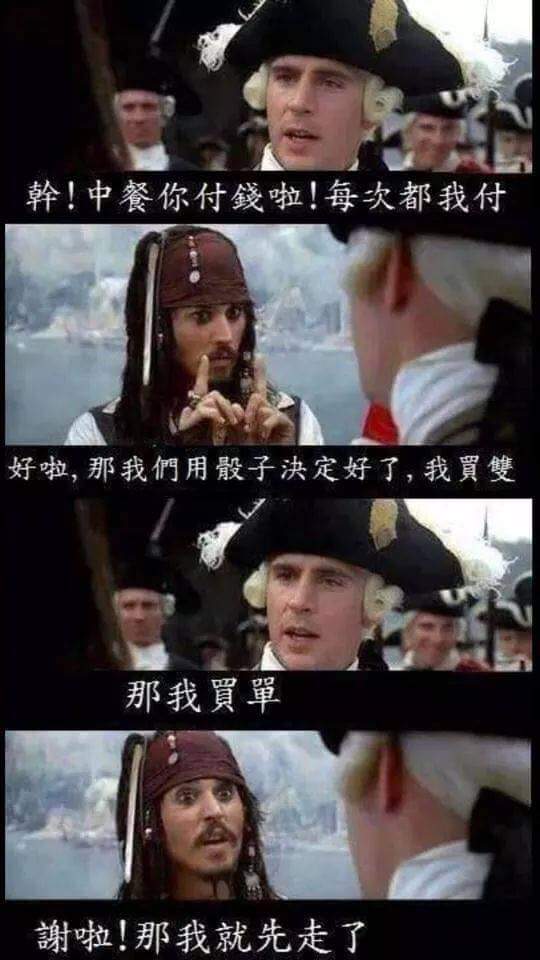 幹!中餐你付錢啦!每次都我付
好啦,那我們用骰子決定好了,我買雙
那我買單
謝啦!那我就先走了